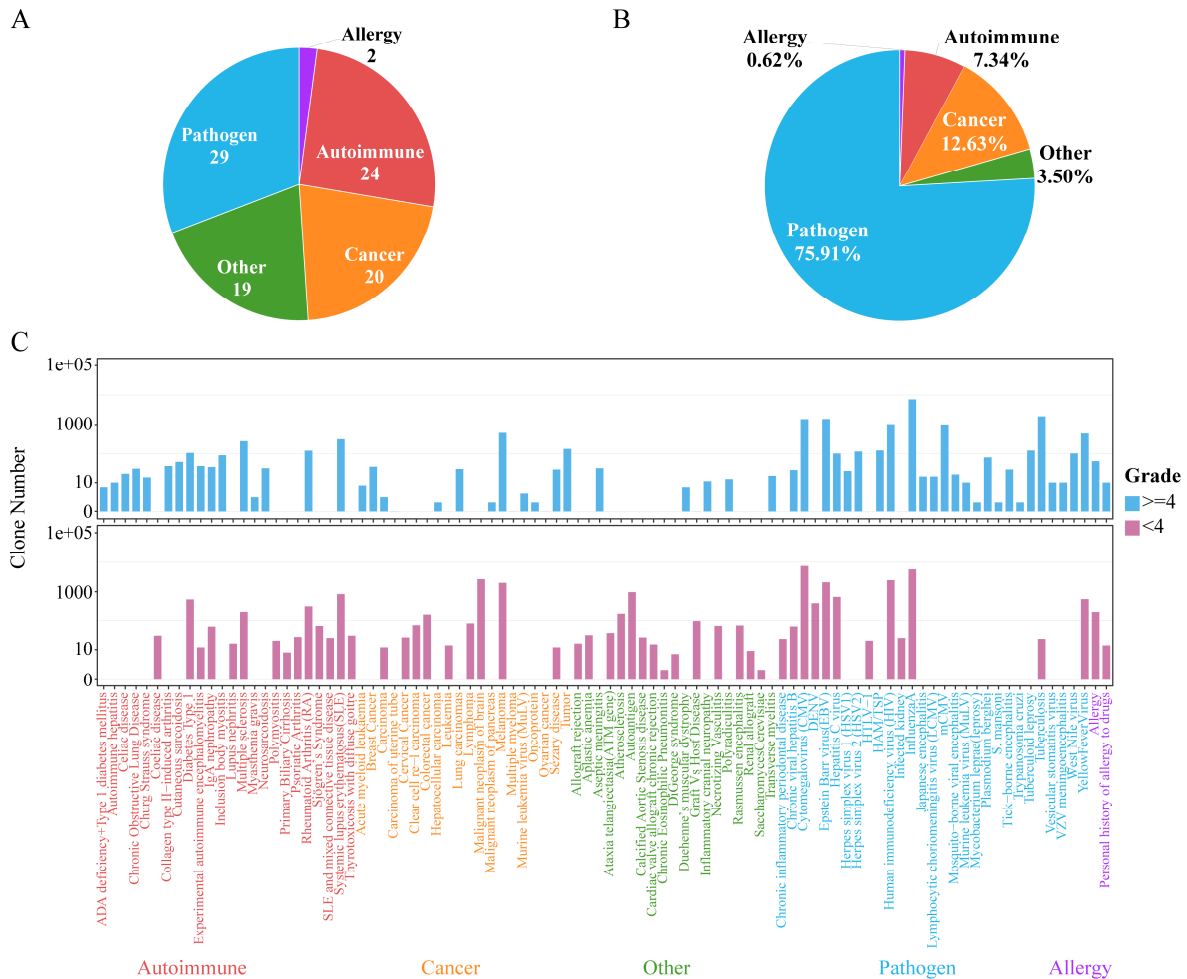 A
Allergy
2
Pathogen
29
Autoimmune
24
Other
19
Cancer
20
B
Allergy
0.62%
Autoimmune
7.34%
Cancer
12.63%
Other
3.50%
Pathogen
75.91%
C
Clone Number
1e+05
1000
10
0
1e+05
1000
10
0
Grade
>=4
<4
ADA deficiency+Type 1 diabetes mellitus
Autoimmune hepatitis
Celiac disease
Chronic Obstructive Lung Disease
Churg Strauss syndrome
Coeliac disease
Collagen type II-induced arthritis
Cutaneous sarcoidosis
Diabetes Type 1
Experimental autoimmune encephalomyelitis
IgA nephropathy
Inclusion body myositis
Lupus nephritis
Multiple sclerosis
Myasthenia gravis
Neurosarcoidosis
Polymyositis
Primary Biliary Cirrhosis
Psoriatic Arthritis
Rheumatoid Arthritis (RA)
Sjogren's Syndrome
SLE and mixed connective tissue disease
Systemic lupus erythematosus(SLE)
Thyrotoxicosis with diffuse goitre
Acute myeloid leukemia
Breast Cancer
Carcinoma
Carcinoma of uterine tube
Cervical Cancer
Clear cell re-l carcinoma
Colorectal cancer
Hepatocellular carcinoma
Leukemia
Lung carcinomas
Lymphoma
Malignant neoplasm of brain
Malignant neoplasm of pancreas
Melanoma
Multiple myeloma
Murine leukemia virus (MuLV)
Oncoprotein
Ovarian cancer
Sezary disease
Tumor
Allograft rejection
Aplastic anemia
Aseptic meningitis
Ataxia telangiectasia(ATM gene)
Atherosclerosis
Autoantigen
Calcified Aortic Stenosis disease
Cardiac valve allograft chronic rejection
Chronic Eosinophilic Pneumonitis
DiGeorge syndrome
Duchenne's muscular dystrophy
Graft Vs Host Disease
Inflammatory cranial neuropathy
Necrotizing vasculitis
Polyradiculitis
Rasmussen encephalitis
Renal allograft
SaccharomycesCerevisiae
Transverse myelitis
Chronic inflammatory periodental disease
Chronic viral hepatitis B
Cytomegalovirus (CMV)
DENV
Epstein Barr virus(EBV)
Hepatitis C virus
Herpes simplex virus 1 (HSV1)
Herpes simplex virus 2 (HSV2)
HTLV-1
HAM/TSP
Human immunodeficiency virus (HIV)
Infected kidney
InfluenzaA
Japanese encephalitis
Lymphocytic choriomeningitis virus (LCMV)
mCMV
Mosquito-borne viral encephalitis
Murine leukemia virus (MuLV)
Mycobacterium leprae(leprosy)
Plasmodium berghei
S. mansoni
Tick-borne encephalitis
Trypanosoma cruzi
Tuberculoid leprosy
Tuberculosis
Vesicular stomatitis virus
VZV meningoencephalitis
West Nile virus
YellowFevervirus
Allergy
Personal history of allergy to drugs
Autoimmune
Cancer
Other
Pathogen
Allergy